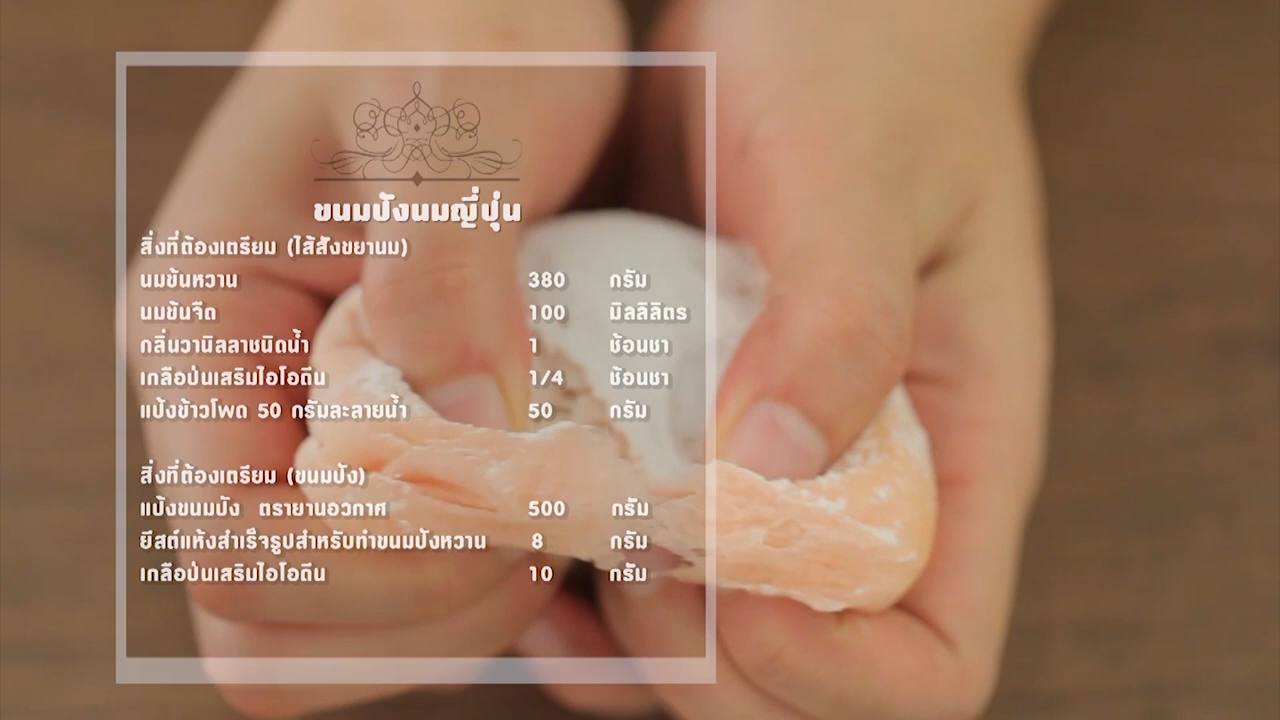 ขนมปังนมญี่ปุ่น
สิ่งที่ต้องเตรียม (ไส้สังขยานม)
นมข้นหวาน 380 กรัม
นมข้นจืด 100 มิลลิลิตร
กลิ่นวานิลลาชนิดน้ำ 1 ช้อนชา
เกลือป่นเสริมไอโอดีน 1/4 ช้อนชา
แป้งข้าวโพด 50 กรัมละลายน้ำ 50 กรัม
สิ่งที่ต้องเตรียม (ขนมปัง)
แป้งขนมปัง ตรายานอวกาศ 500 กรัม
ยีสต์แห้งสำเร็จรูปสำหรับทำขนมปังหวาน 8 กรัม
เกลือป่นเสริมไอโอดีน 10 กรัม